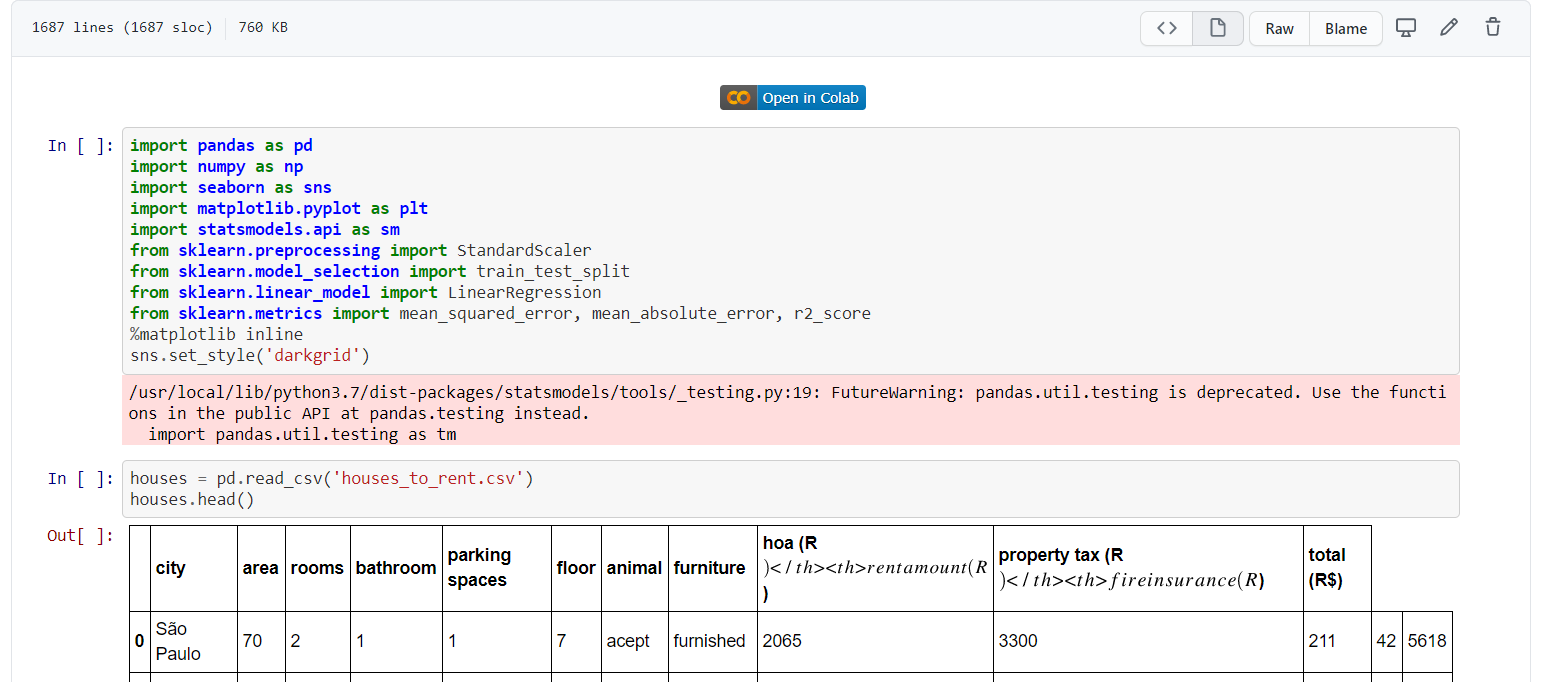 1687 lines (1687 sloc) 760 KB
Raw Blame
Open in Colab
In [ ]:
import pandas as pd
import numpy as np
import seaborn as sns
import matplotlib.pyplot as plt
import statsmodels.api as sm
from sklearn.preprocessing import StandardScaler
from sklearn.model_selection import train_test_split
from sklearn.linear_model import LinearRegression
from sklearn.metrics import mean_squared_error, mean_absolute_error, r2_score
%matplotlib inline
sns.set_style('darkgrid')
/usr/local/lib/python3.7/dist-packages/statsmodels/tools/_testing.py:19: FutureWarning: pandas.util.testing is deprecated. Use the functi
ons in the public API at pandas.testing instead.
  import pandas.util.testing as tm
In [ ]:
houses = pd.read_csv('houses_to_rent.csv')
houses.head()
Out[ ]:
city area rooms bathroom parking spaces floor animal furniture hoa (R )</th><th>rentamount(R ) property tax (R )</th><th>fireinsurance(R) total (R$)
0 São Paulo 70 2 1 1 7 acept furnished 2065 3300 211 42 5618